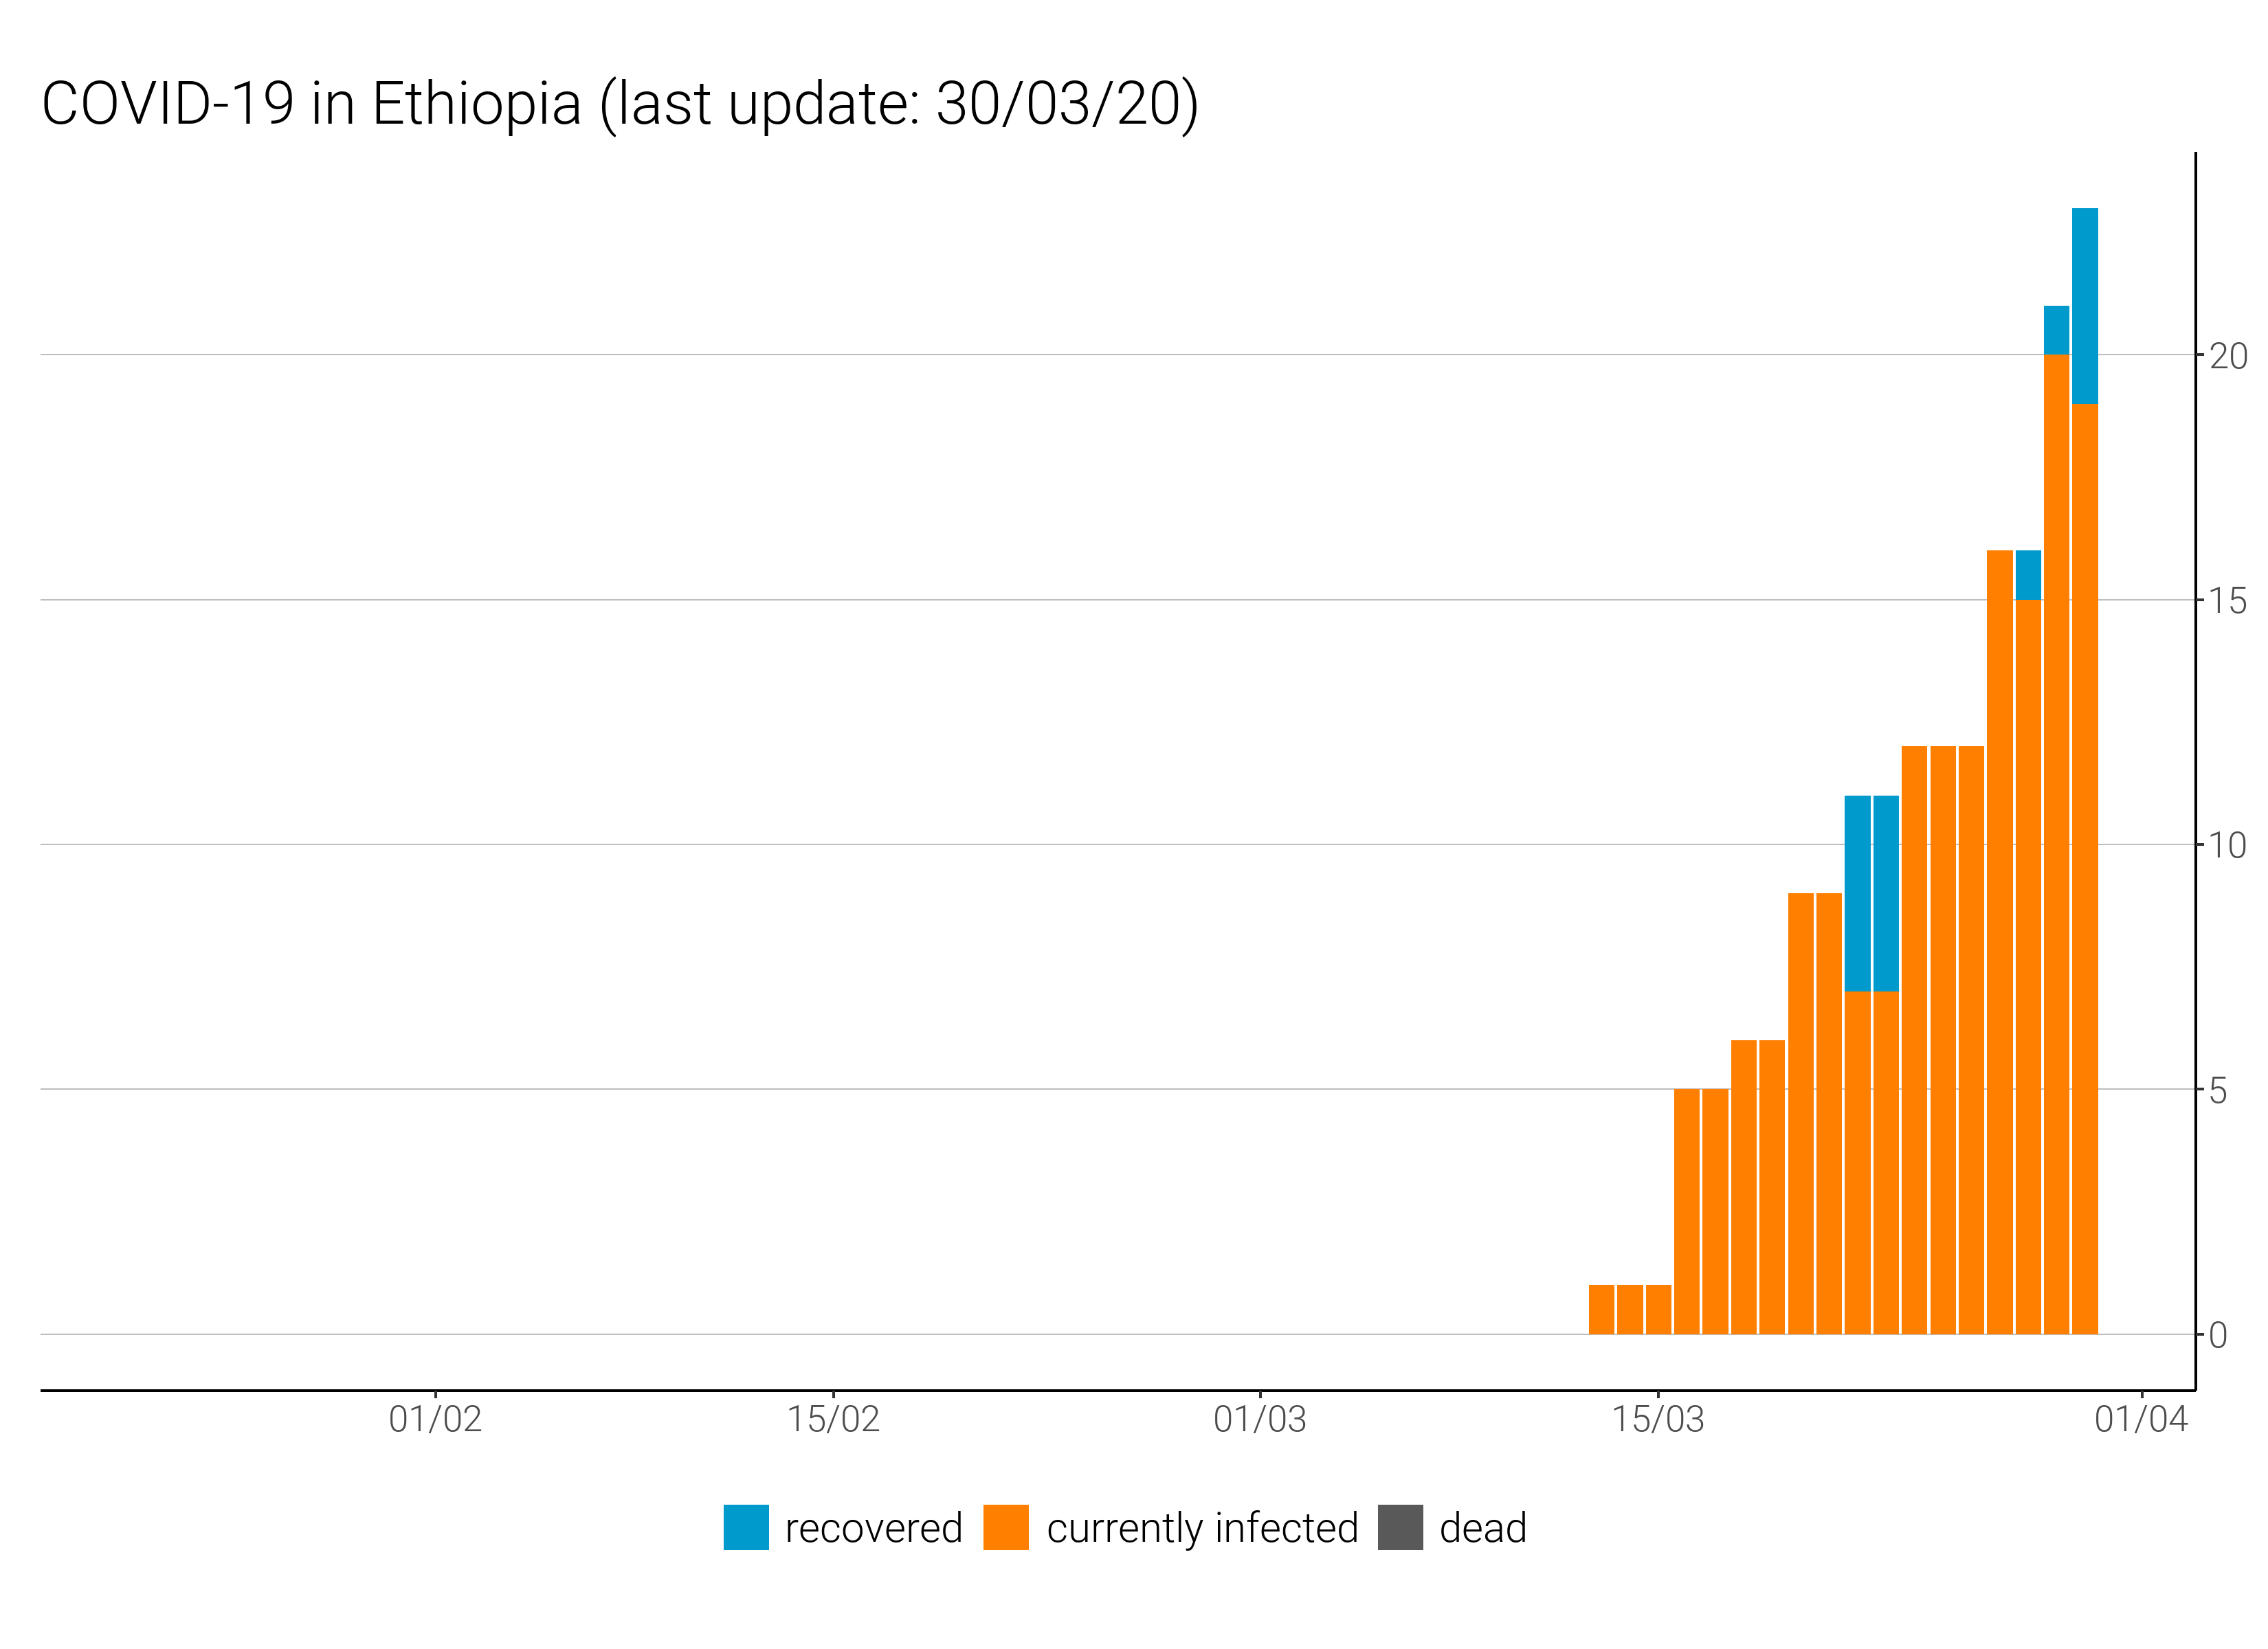 COVID-19 in Ethiopia (last update: 30/03/20)
20
15
10
5
0
01/02 15/02 01/03 15/03 01/04
recovered currently infected dead